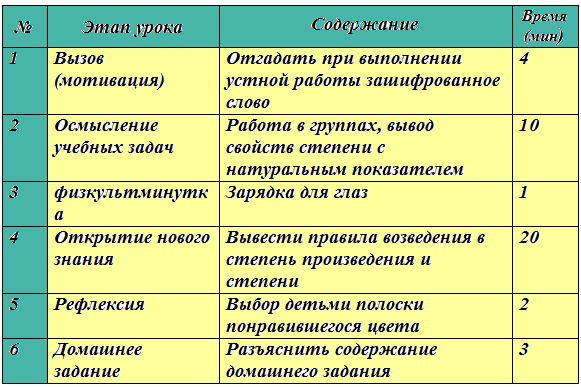 № Этап урока Содержание Время
(мин)
1 Вызов Отгадать при выполнении 4
(мотивация) устной работы зашифрованное
слово
2 Осмысление Работа в группах, вывод 10
учебных задач свойств степени с
натуральным показателем
3 физкультминутк Зарядка для глаз 1
а
4 Открытие нового Вывести правила возведения в 20
знания степень произведения и
степени
5 Рефлексия Выбор детьми полоски 2
понравившегося цвета
6 Домашнее Разъяснить содержание 3
задание домашнего задания